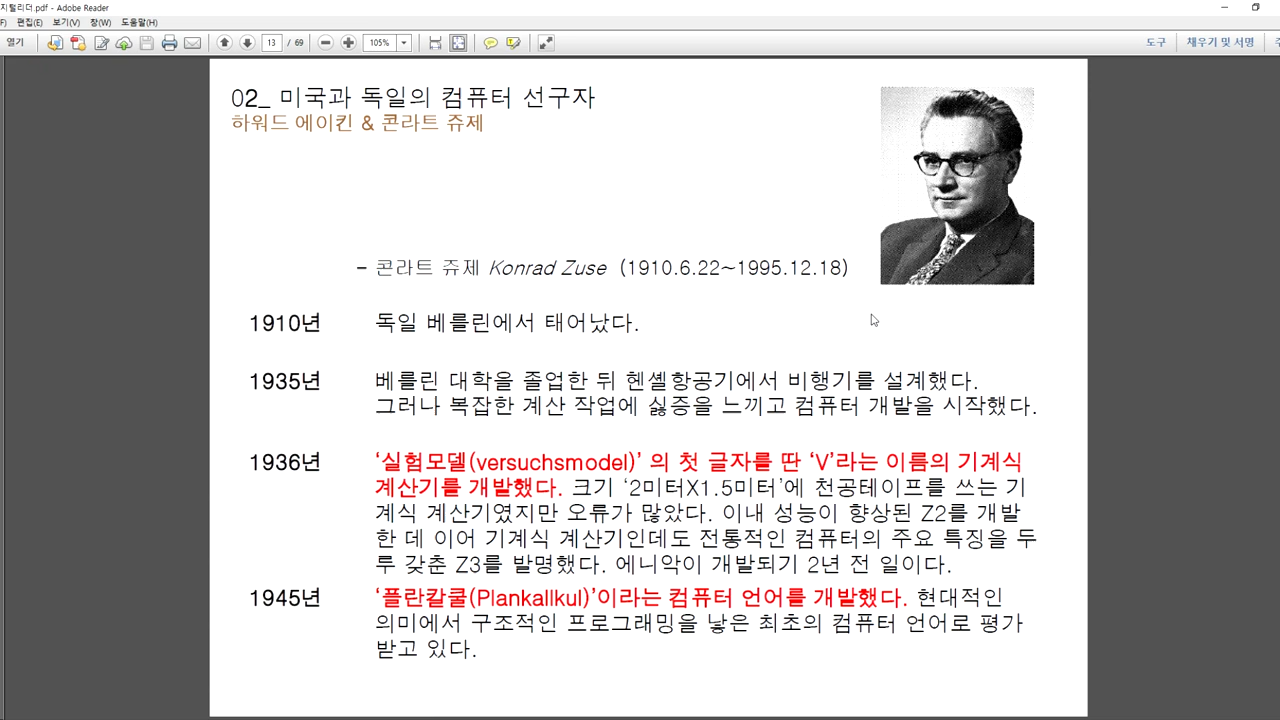 지털리더.pdf - Adobe Reader
F) 편집(E) 보기(V) 창(W) 도움말(H)
열기 13 / 69 105% 도구 채우기 및 서명
02_ 미국과 독일의 컴퓨터 선구자
하워드 에이킨 & 콘라트 쥬제
- 콘라트 쥬제 Konrad Zuse (1910.6.22~1995.12.18)
1910년 독일 베를린에서 태어났다.
1935년 베를린 대학을 졸업한 뒤 헨셸항공기에서 비행기를 설계했다.
그러나 복잡한 계산 작업에 싫증을 느끼고 컴퓨터 개발을 시작했다.
1936년 ‘실험모델(versuchsmodel)’ 의 첫 글자를 딴 ‘V’라는 이름의 기계식
계산기를 개발했다. 크기 ‘2미터X1.5미터’에 천공테이프를 쓰는 기
계식 계산기였지만 오류가 많았다. 이내 성능이 향상된 Z2를 개발
한 데 이어 기계식 계산기인데도 전통적인 컴퓨터의 주요 특징을 두
루 갖춘 Z3를 발명했다. 에니악이 개발되기 2년 전 일이다.
1945년 ‘플란칼쿨(Plankallkul)’이라는 컴퓨터 언어를 개발했다. 현대적인
의미에서 구조적인 프로그래밍을 낳은 최초의 컴퓨터 언어로 평가
받고 있다.